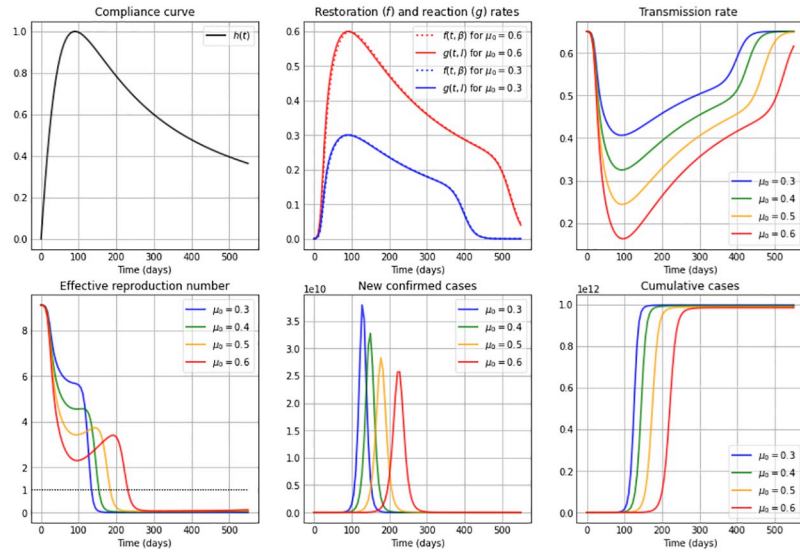 Compliance curve
h(t)
1.0
0.8
0.6
0.4
0.2
0.0
0 100 200 300 400 500
Time (days)
Restoration (f) and reaction (g) rates
f(t, β) for μ₀ = 0.6
g(t, I) for μ₀ = 0.6
f(t, β) for μ₀ = 0.3
g(t, I) for μ₀ = 0.3
0.6
0.5
0.4
0.3
0.2
0.1
0.0
0 100 200 300 400 500
Time (days)
Transmission rate
0.6
0.5
0.4
0.3
0.2
μ₀ = 0.3
μ₀ = 0.4
μ₀ = 0.5
μ₀ = 0.6
0 100 200 300 400 500
Time (days)
Effective reproduction number
μ₀ = 0.3
μ₀ = 0.4
μ₀ = 0.5
μ₀ = 0.6
8
6
4
2
1
0
0 100 200 300 400 500
Time (days)
New confirmed cases
1e10
μ₀ = 0.3
μ₀ = 0.4
μ₀ = 0.5
μ₀ = 0.6
3.5
3.0
2.5
2.0
1.5
1.0
0.5
0.0
0 100 200 300 400 500
Time (days)
Cumulative cases
1e12
1.0
0.8
0.6
0.4
0.2
0.0
μ₀ = 0.3
μ₀ = 0.4
μ₀ = 0.5
μ₀ = 0.6
0 100 200 300 400 500
Time (days)